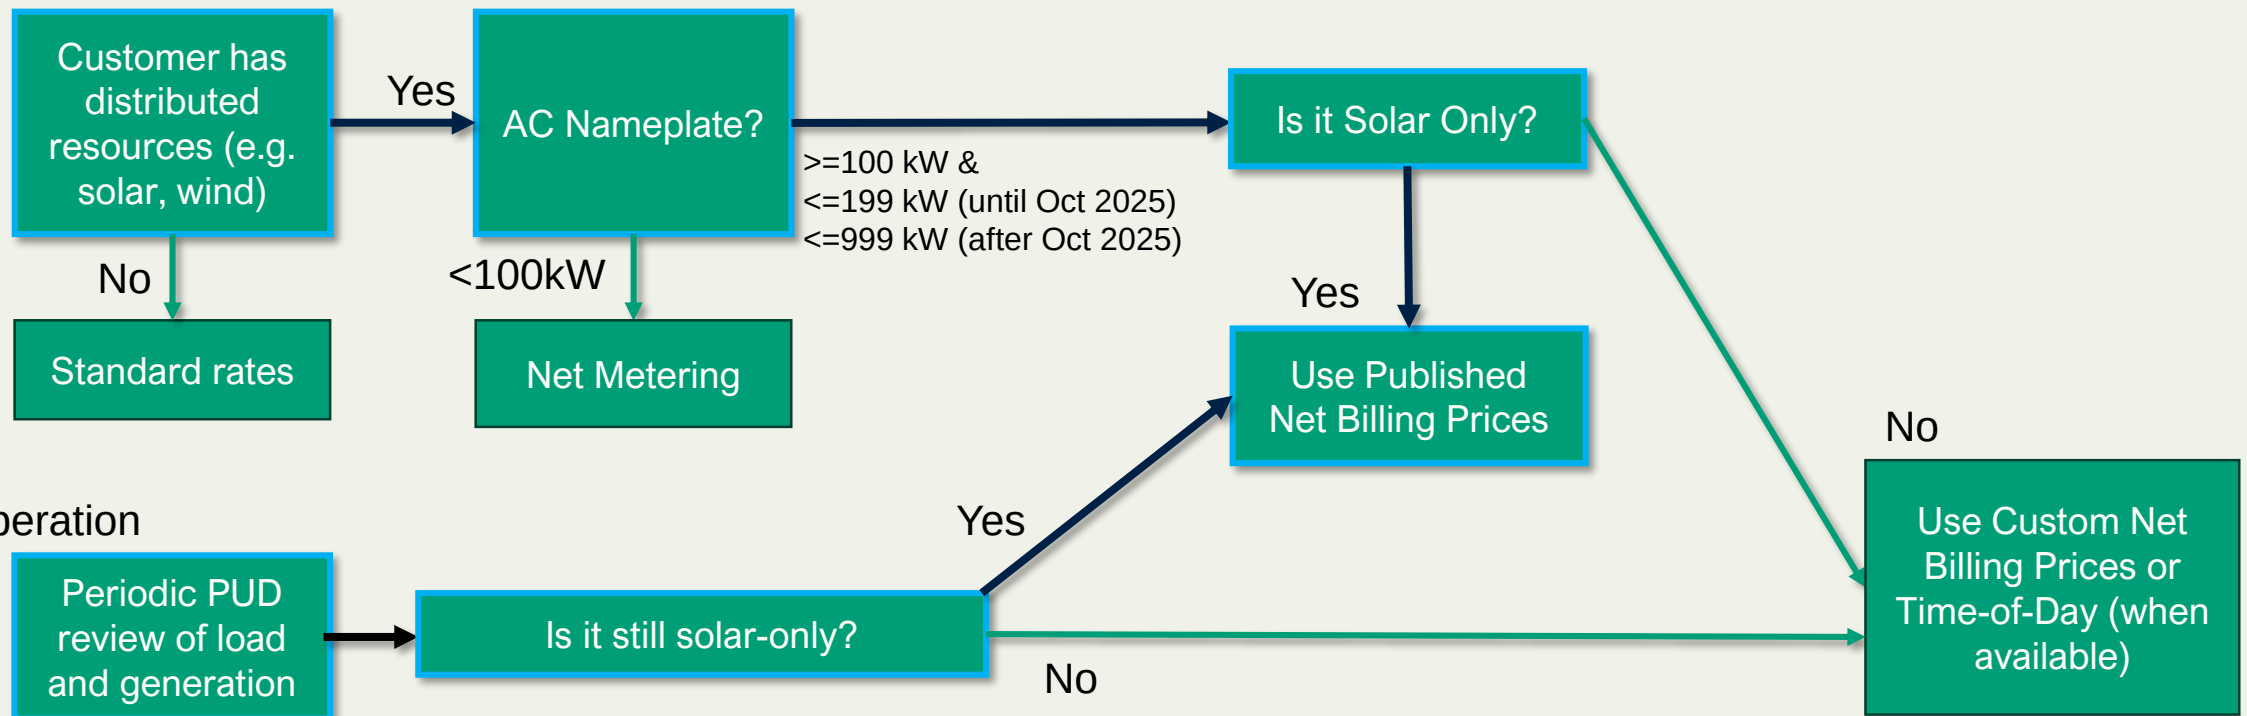 Customer has
distributed
resources (e.g.
solar, wind)
Yes
AC Nameplate?
>=100 kW &
<=199 kW (until Oct 2025)
<=999 kW (after Oct 2025)
Is it Solar Only?
No
<100kW
Yes
Standard rates
Net Metering
Use Published
Net Billing Prices
No
Use Custom Net
Billing Prices or
Time-of-Day (when
available)
peration
Periodic PUD
review of load
and generation
Is it still solar-only?
Yes
No